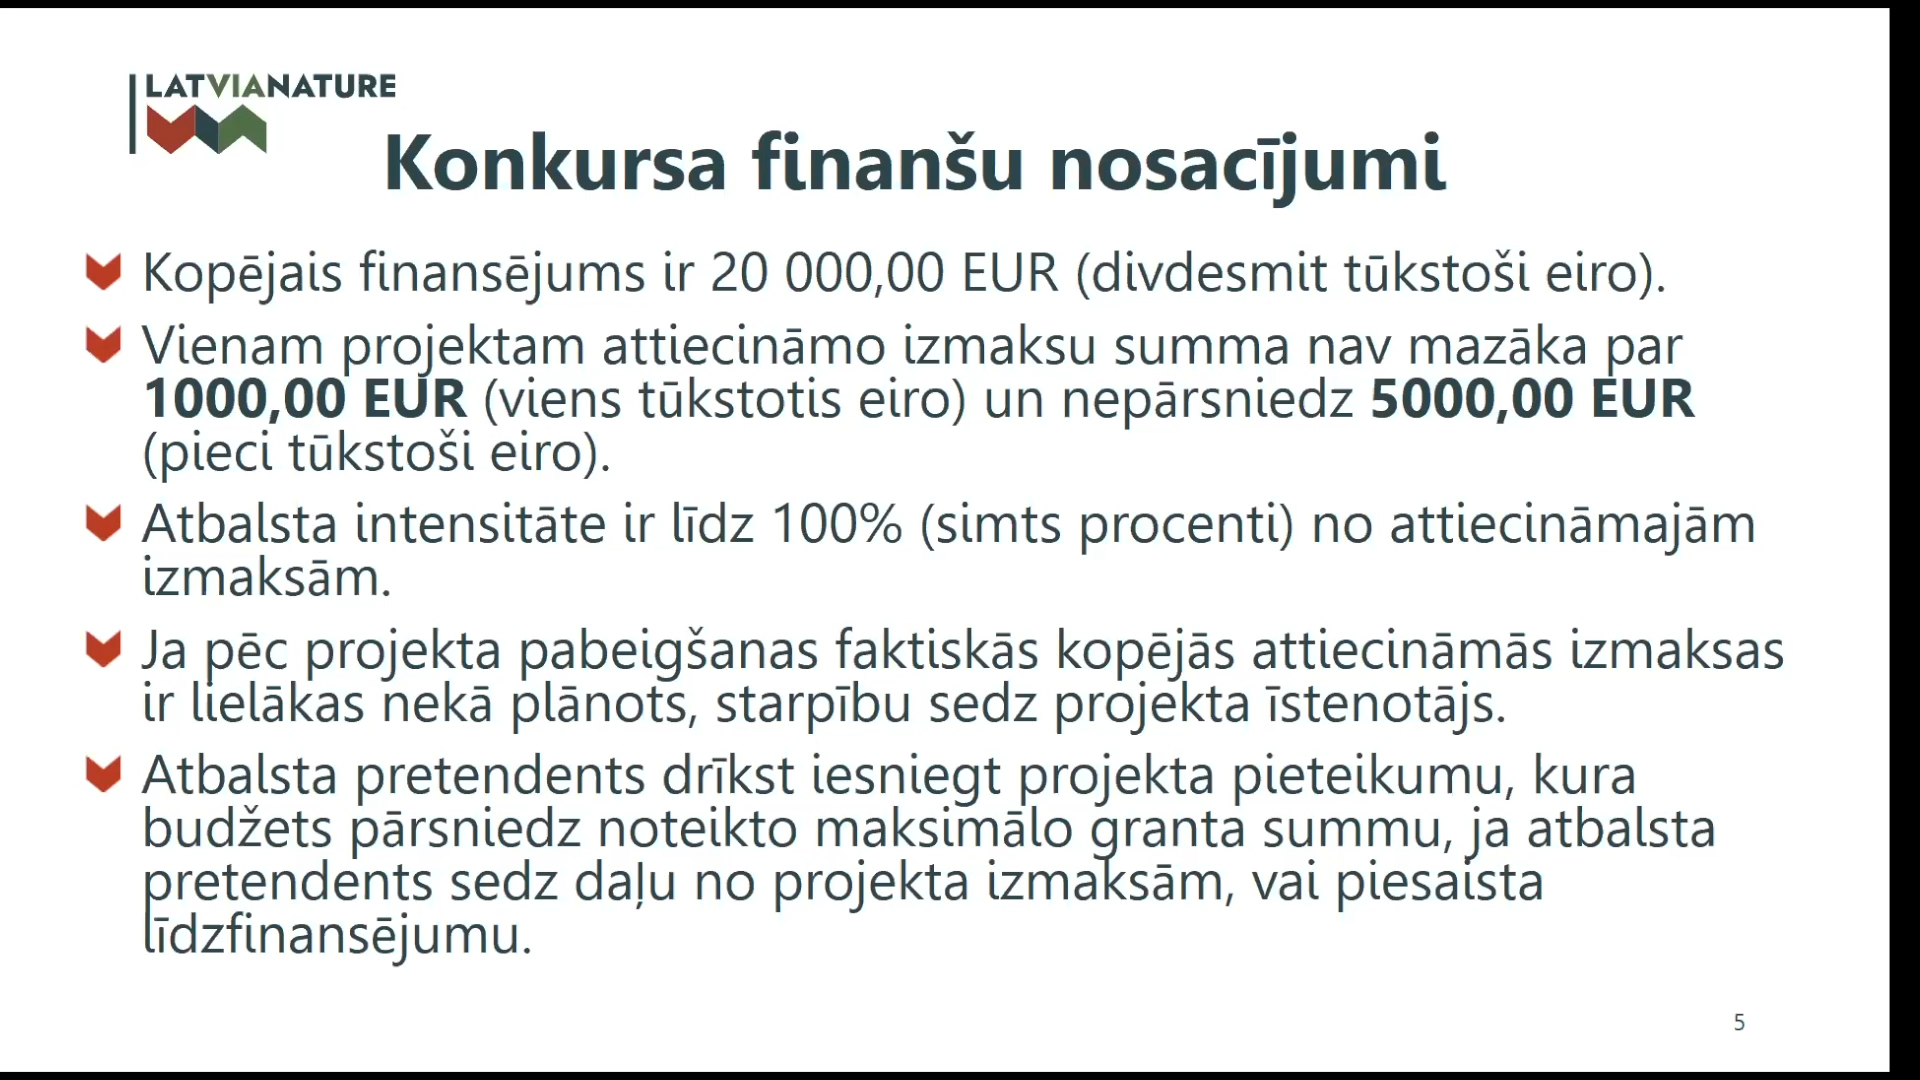 LATVIANATURE
Konkursa finanšu nosacījumi
Kopējais finansējums ir 20 000,00 EUR (divdesmit tūkstoši eiro).
Vienam projektam attiecināmo izmaksu summa nav mazāka par
1000,00 EUR (viens tūkstotis eiro) un nepārsniedz 5000,00 EUR
(pieci tūkstoši eiro).
Atbalsta intensitāte ir līdz 100% (simts procenti) no attiecināmajām
izmaksām.
Ja pēc projekta pabeigšanas faktiskās kopējās attiecināmās izmaksas
ir lielākas nekā plānots, starpību sedz projekta īstenotājs.
Atbalsta pretendents drīkst iesniegt projekta pieteikumu, kura
budžets pārsniedz noteikto maksimālo granta summu, ja atbalsta
pretendents sedz daļu no projekta izmaksām, vai piesaista
līdzfinansējumu.
5